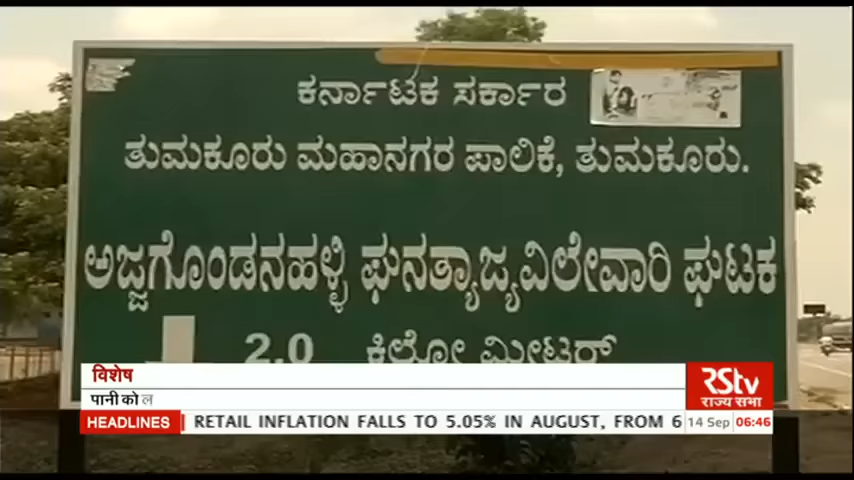 ಕರ್ನಾಟಕ ಸರ್ಕಾರ
ತುಮಕೂರು ಮಹಾನಗರ ಪಾಲಿಕೆ, ತುಮಕೂರು.
ಅಜ್ಜಗೊಂಡನಹಳ್ಳಿ ಘನತ್ಯಾಜ್ಯವಿಲೇವಾರಿ ಘಟಕ
2.0 ಕಿಲೋ ಮೀಟರ್
विशेष
पानी को ल
RStv
राज्य सभा
HEADLINES RETAIL INFLATION FALLS TO 5.05% IN AUGUST, FROM 6 14 Sep 06:46